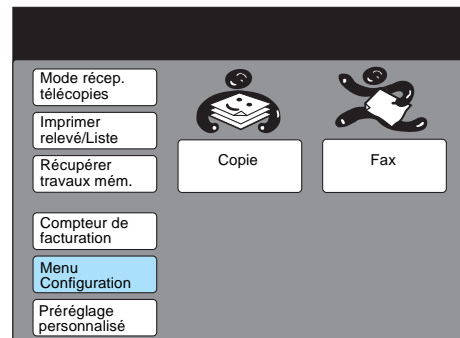 Mode récep.
télécopies
Imprimer
relevé/Liste
Récupérer
travaux mém.
Compteur de
facturation
Menu
Configuration
Préréglage
personnalisé
Copie
Fax